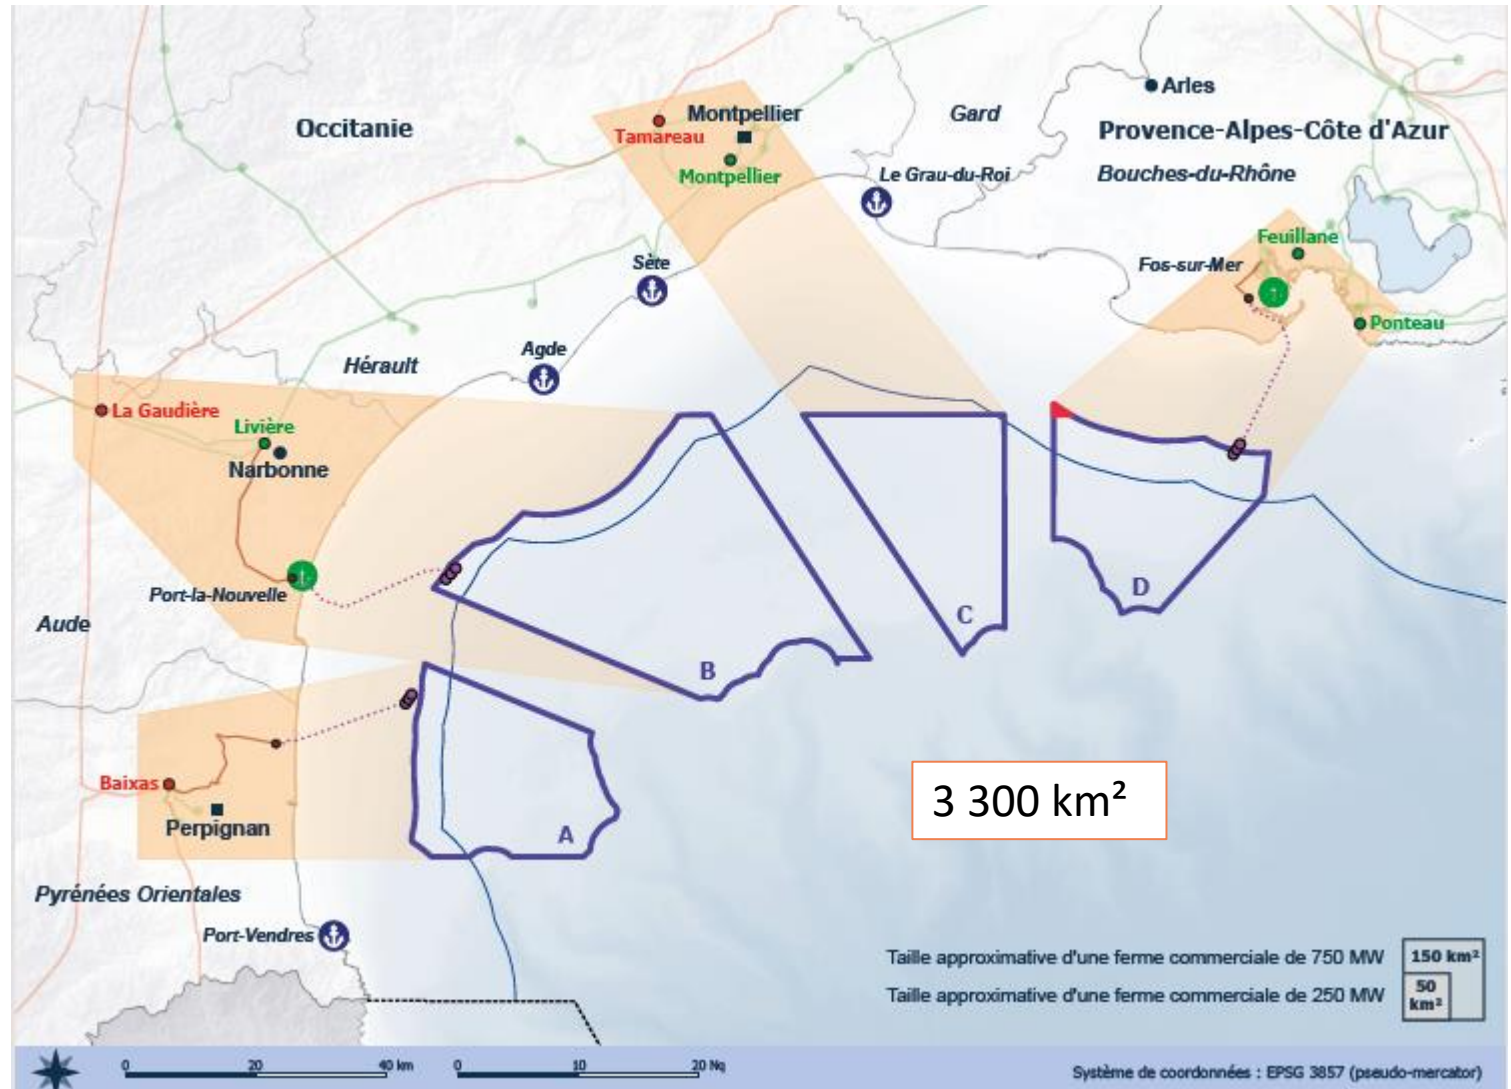 Arles
Occitanie
Montpellier
Gard
Provence-Alpes-Côte d'Azur
Tamareau
Montpellier
Le Grau-du-Roi
Bouches-du-Rhône
Feuillane
Fos-sur-Mer
Sète
Ponteau
Agde
Hérault
La Gaudière
Livière
Narbonne
Port-la-Nouvelle
Aude
D
C
B
Baixas
3 300 km²
Perpignan
A
Pyrénées Orientales
Port-Vendres
Taille approximative d'une ferme commerciale de 750 MW
150 km²
Taille approximative d'une ferme commerciale de 250 MW
50
km²
0 20 40 km
0 10 20 Nq
Système de coordonnées : EPSG 3857 (pseudo-mercator)